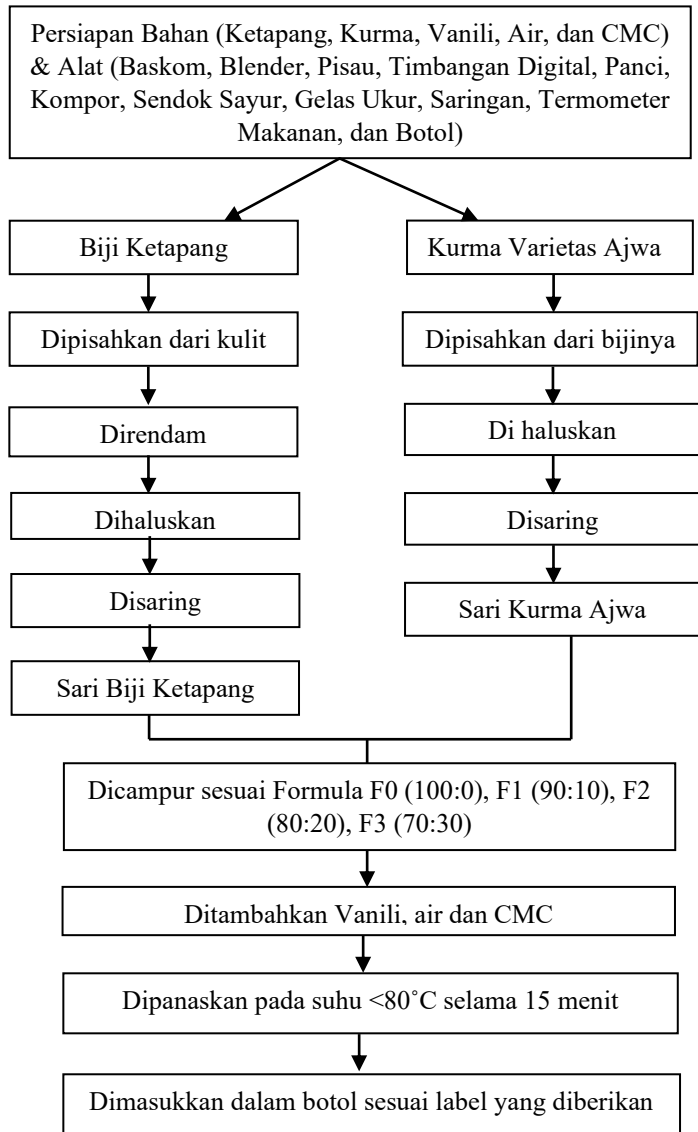 Persiapan Bahan (Ketapang, Kurma, Vanili, Air, dan CMC)
& Alat (Baskom, Blender, Pisau, Timbangan Digital, Panci,
Kompor, Sendok Sayur, Gelas Ukur, Saringan, Termometer
Makanan, dan Botol)
Biji Ketapang
Dipisahkan dari kulit
Direndam
Dihaluskan
Disaring
Sari Biji Ketapang
Kurma Varietas Ajwa
Dipisahkan dari bijinya
Di haluskan
Disaring
Sari Kurma Ajwa
Dicampur sesuai Formula F0 (100:0), F1 (90:10), F2
(80:20), F3 (70:30)
Ditambahkan Vanili, air dan CMC
Dipanaskan pada suhu <80˚C selama 15 menit
Dimasukkan dalam botol sesuai label yang diberikan